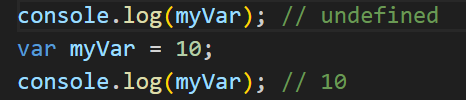 console.log(myVar); // undefined
var myVar = 10;
console.log(myVar); // 10